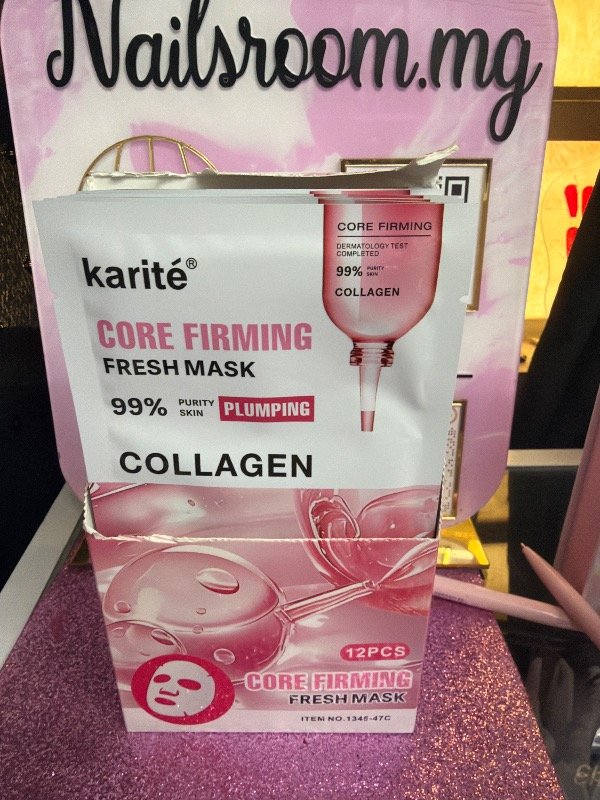 Nailsroom.mg
karité®
CORE FIRMING
FRESH MASK
99% PURITY SKIN PLUMPING
COLLAGEN
CORE FIRMING
DERMATOLOGY TEST
COMPLETED
99% PURITY SKIN
COLLAGEN
12PCS
CORE FIRMING
FRESH MASK
ITEM NO.1345-47C